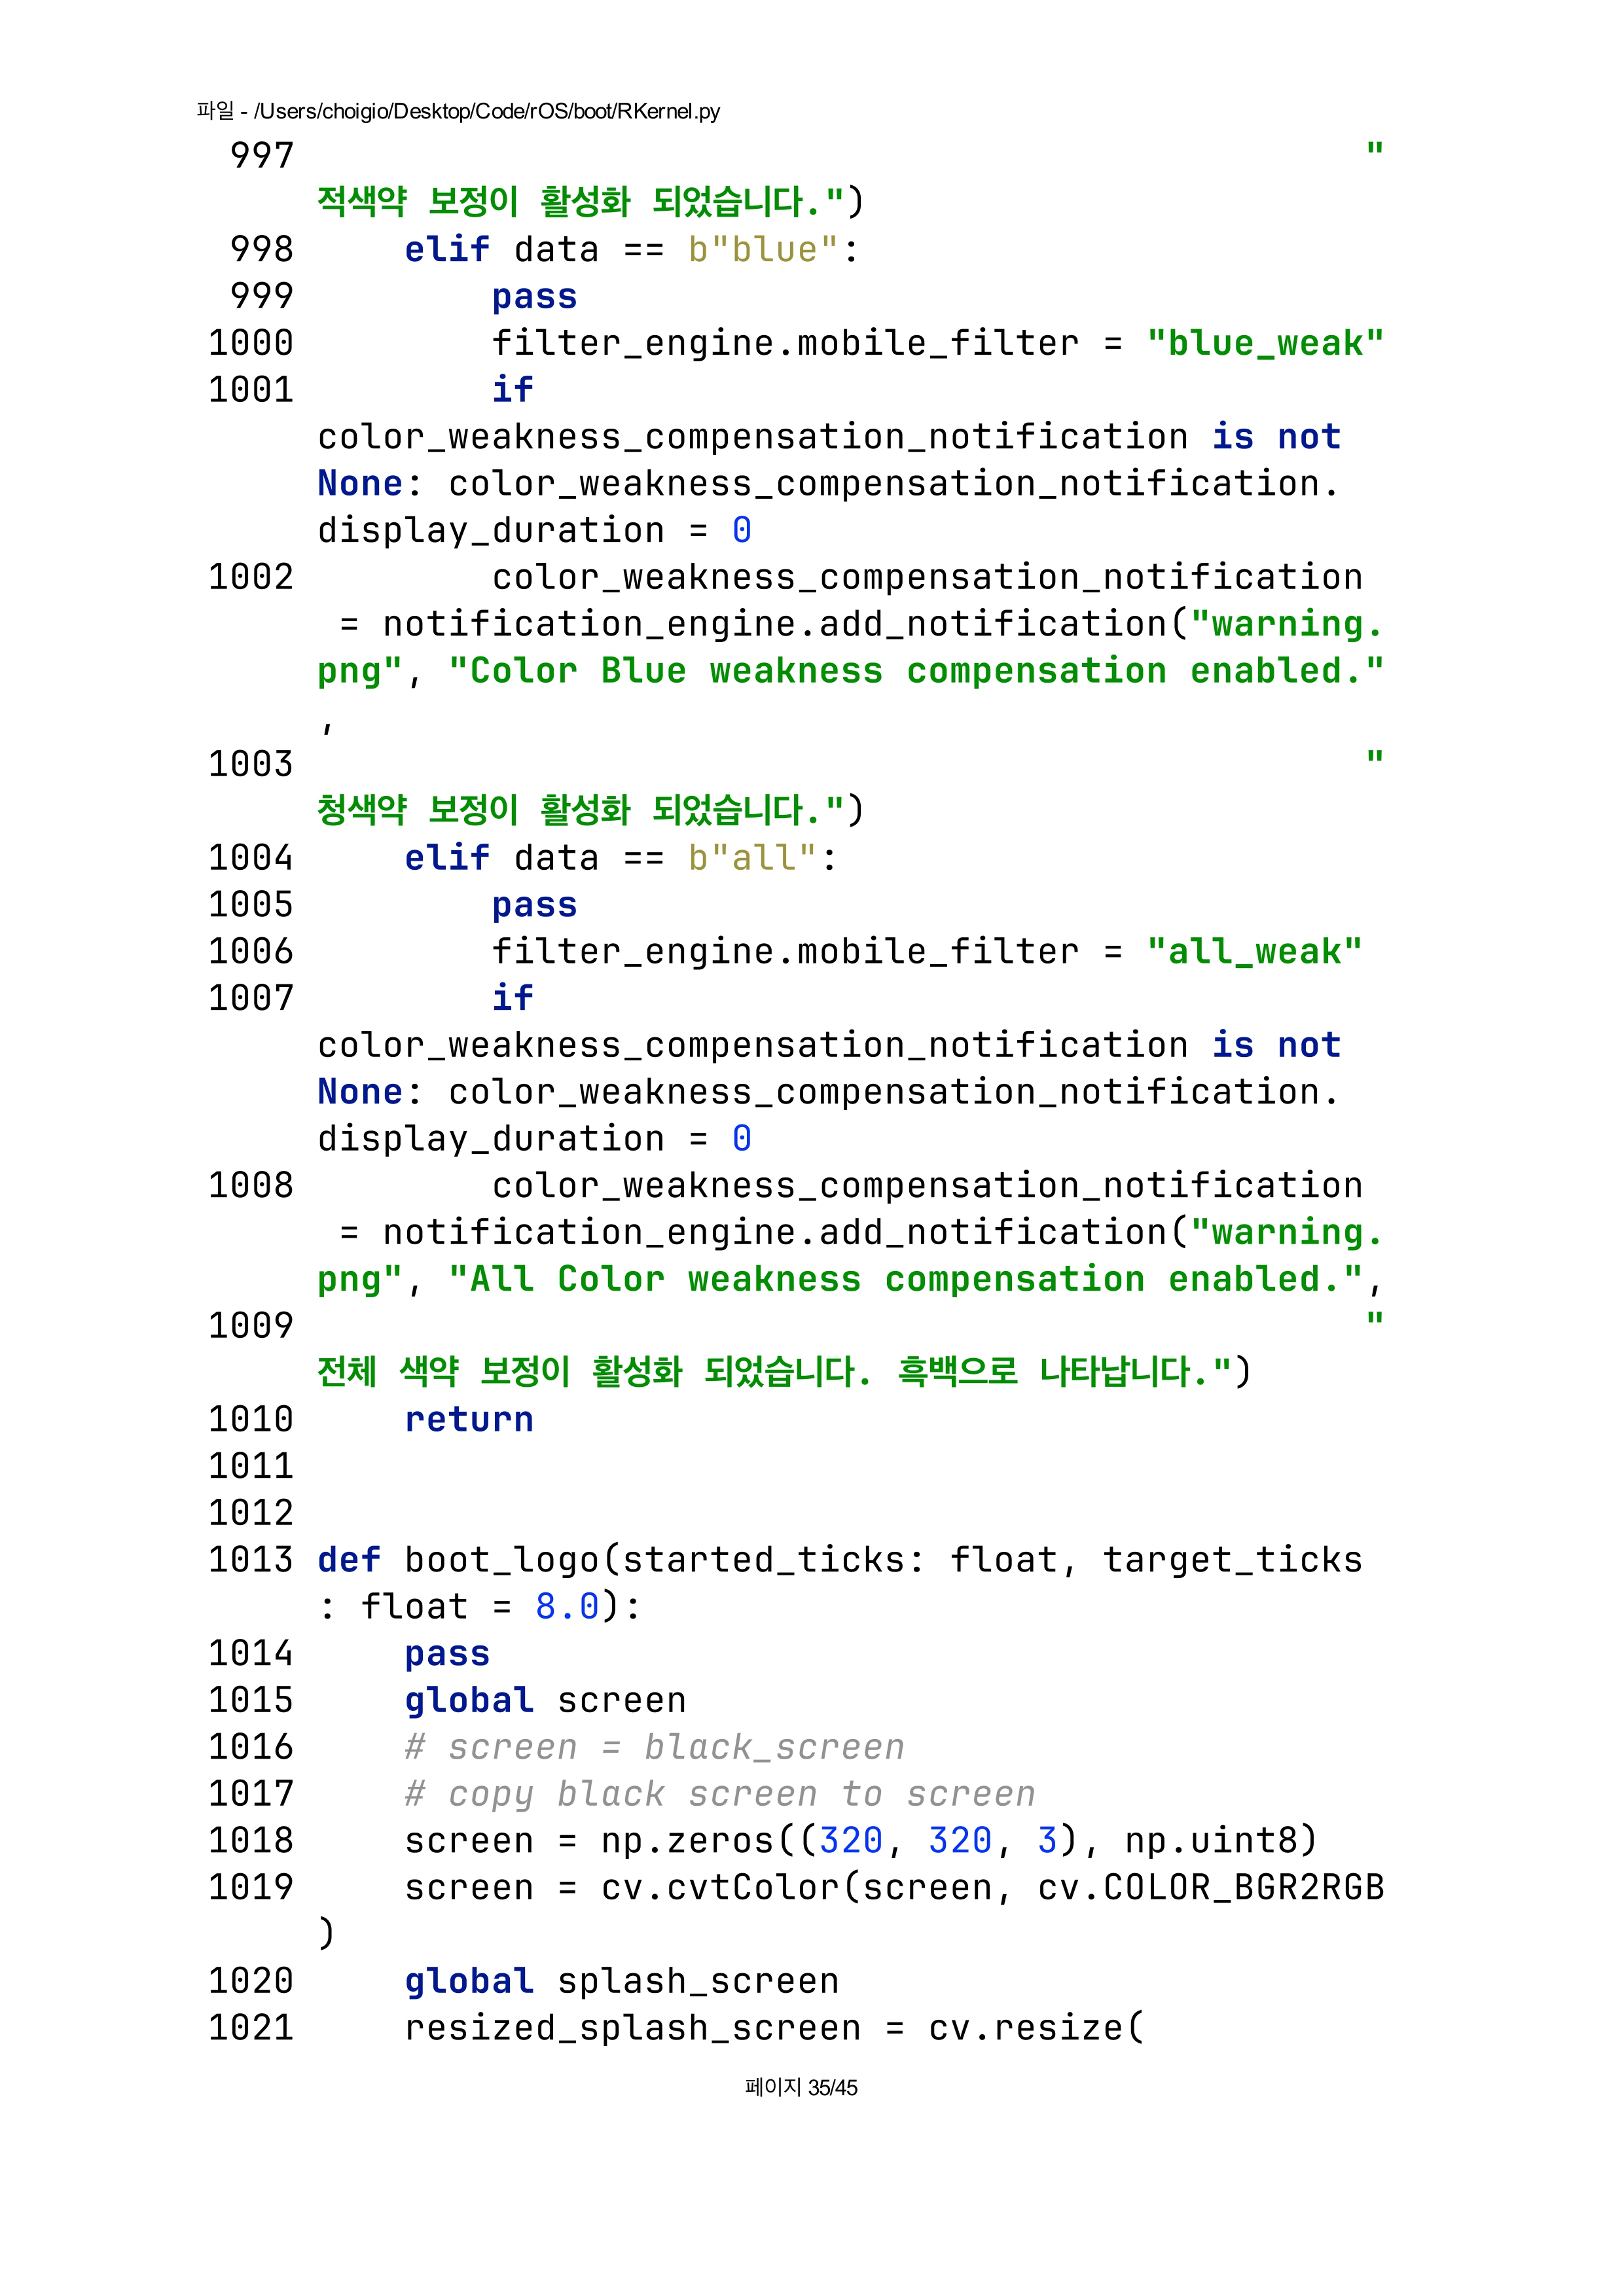 파일 - /Users/choigio/Desktop/Code/rOS/boot/RKernel.py
997                                                 "
     적색약 보정이 활성화 되었습니다.")
998     elif data == b"blue":
999         pass
1000         filter_engine.mobile_filter = "blue_weak"
1001         if
     color_weakness_compensation_notification is not
     None: color_weakness_compensation_notification.
     display_duration = 0
1002         color_weakness_compensation_notification
      = notification_engine.add_notification("warning.
     png", "Color Blue weakness compensation enabled."
     ,
1003                                                 "
     청색약 보정이 활성화 되었습니다.")
1004     elif data == b"all":
1005         pass
1006         filter_engine.mobile_filter = "all_weak"
1007         if
     color_weakness_compensation_notification is not
     None: color_weakness_compensation_notification.
     display_duration = 0
1008         color_weakness_compensation_notification
      = notification_engine.add_notification("warning.
     png", "All Color weakness compensation enabled.",
1009                                                 "
     전체 색약 보정이 활성화 되었습니다. 흑백으로 나타납니다.")
1010     return
1011
1012
1013 def boot_logo(started_ticks: float, target_ticks
     : float = 8.0):
1014     pass
1015     global screen
1016     # screen = black_screen
1017     # copy black screen to screen
1018     screen = np.zeros((320, 320, 3), np.uint8)
1019     screen = cv.cvtColor(screen, cv.COLOR_BGR2RGB
     )
1020     global splash_screen
1021     resized_splash_screen = cv.resize(
페이지 35/45